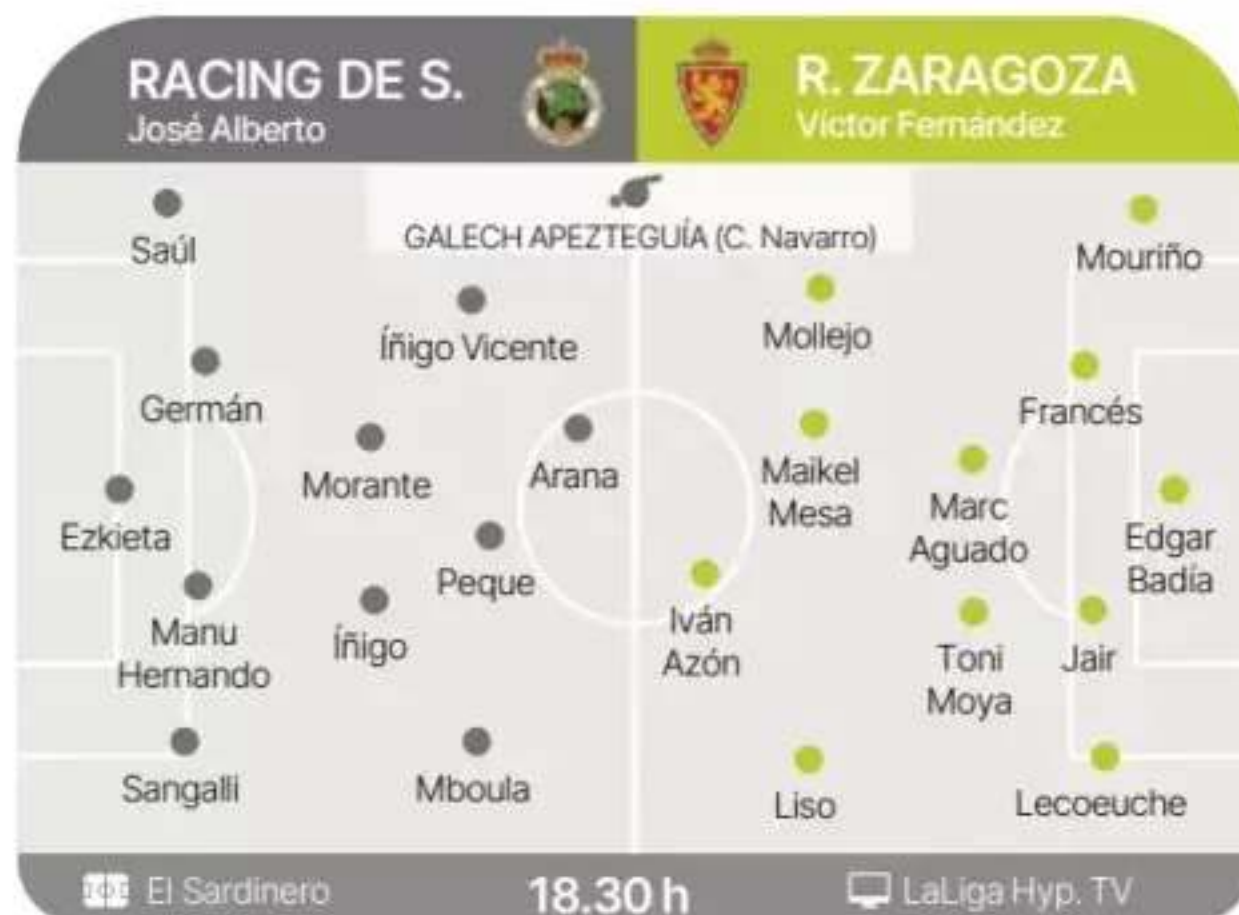 RACING DE S.
José Alberto
R. ZARAGOZA
Víctor Fernández
GALECH APEZTEGUÍA (C. Navarro)
Saúl
Germán
Ezkieta
Manu
Hernando
Sangalli
Íñigo Vicente
Morante
Íñigo
Mboula
Arana
Peque
Mollejo
Maikel
Mesa
Iván
Azón
Liso
Marc
Aguado
Toni
Moya
Mouriño
Francés
Jair
Lecoeuche
Edgar
Badía
El Sardinero
18.30 h
LaLiga Hyp. TV